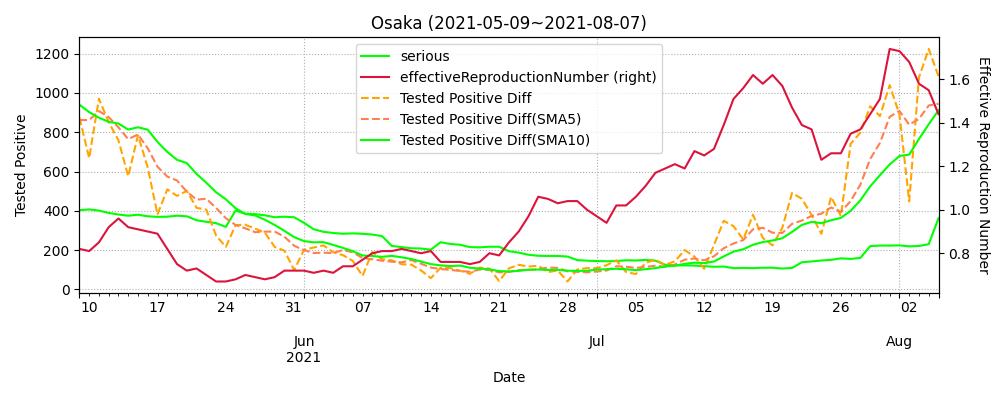 Osaka (2021-05-09~2021-08-07)
serious
effectiveReproductionNumber (right)
Tested Positive Diff
Tested Positive Diff(SMA5)
Tested Positive Diff(SMA10)
Tested Positive
1200
1000
800
600
400
200
0
Effective Reproduction Number
1.6
1.4
1.2
1.0
0.8
10 17 24 31 07 14 21 28 05 12 19 26 02
Jun Jul Aug
2021
Date